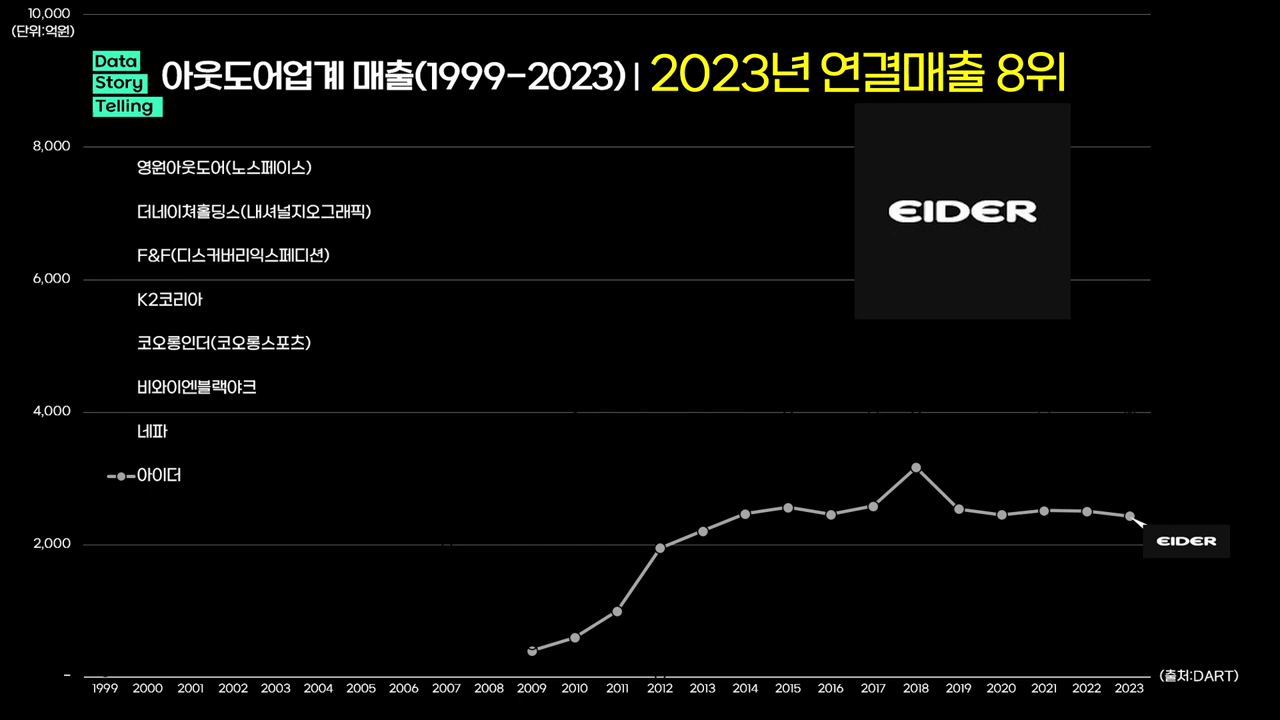 10,000
(단위:억원)
Data
Story
Telling
아웃도어업계 매출(1999-2023) | 2023년 연결매출 8위
8,000
영원아웃도어(노스페이스)
더네이쳐홀딩스(내셔널지오그래픽)
EIDER
F&F(디스커버리익스페디션)
6,000
K2코리아
코오롱인더(코오롱스포츠)
비와이엔블랙야크
4,000
네파
아이더
2,000
EIDER
–
1999 2000 2001 2002 2003 2004 2005 2006 2007 2008 2009 2010 2011 2012 2013 2014 2015 2016 2017 2018 2019 2020 2021 2022 2023
(출처:DART)